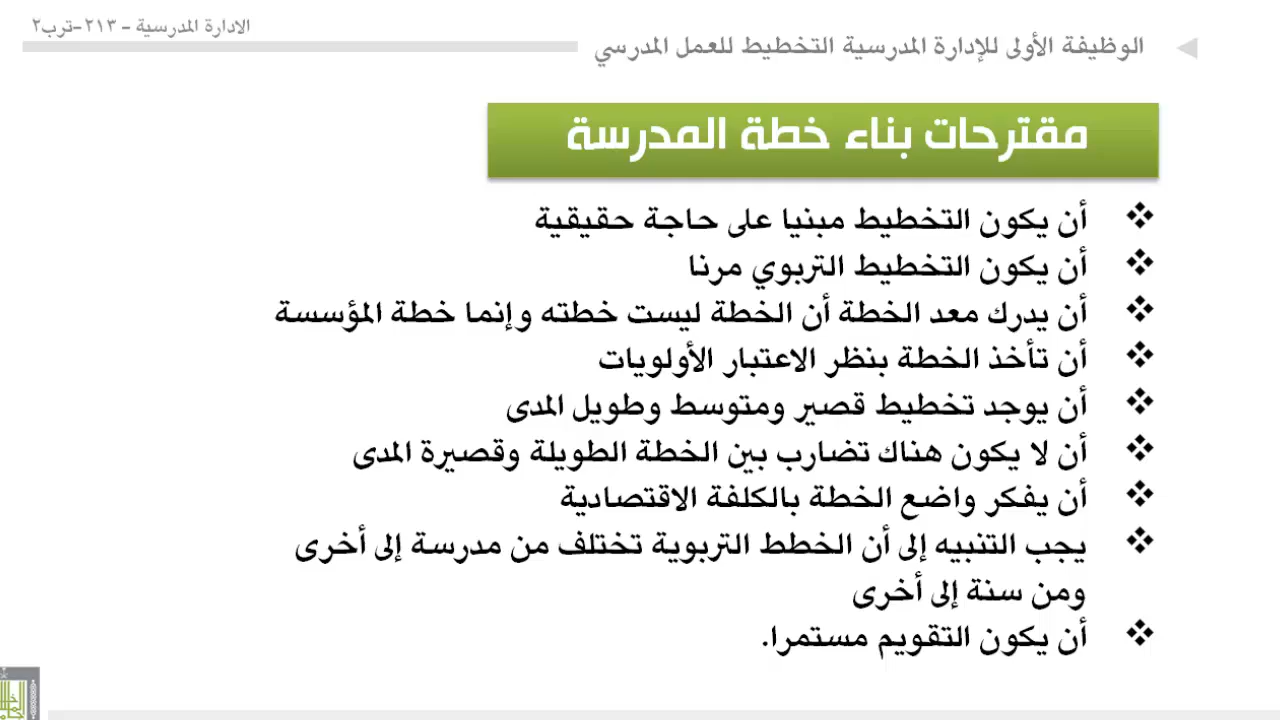 الادارة المدرسية - ٢١٣-ترب٢
الوظيفة الأولى للإدارة المدرسية التخطيط للعمل المدرسي
مقترحات بناء خطة المدرسة
أن يكون التخطيط مبنيا على حاجة حقيقية
أن يكون التخطيط التربوي مرنا
أن يدرك معد الخطة أن الخطة ليست خطته وإنما خطة المؤسسة
أن تأخذ الخطة بنظر الاعتبار الأولويات
أن يوجد تخطيط قصير ومتوسط وطويل المدى
أن لا يكون هناك تضارب بين الخطة الطويلة وقصيرة المدى
أن يفكر واضع الخطة بالكلفة الاقتصادية
يجب التنبيه إلى أن الخطط التربوية تختلف من مدرسة إلى أخرى
ومن سنة إلى أخرى
أن يكون التقويم مستمرا.